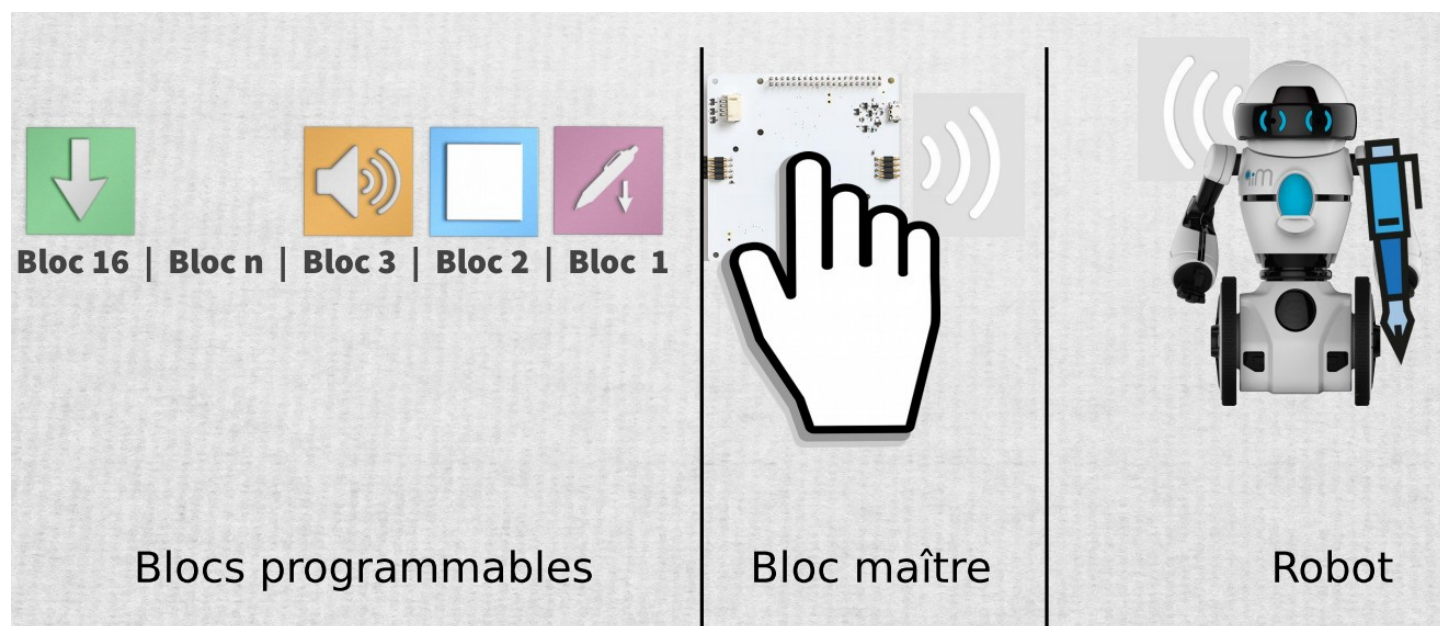 Bloc 16 | Bloc n | Bloc 3 | Bloc 2 | Bloc 1
Blocs programmables
Bloc maître
Robot